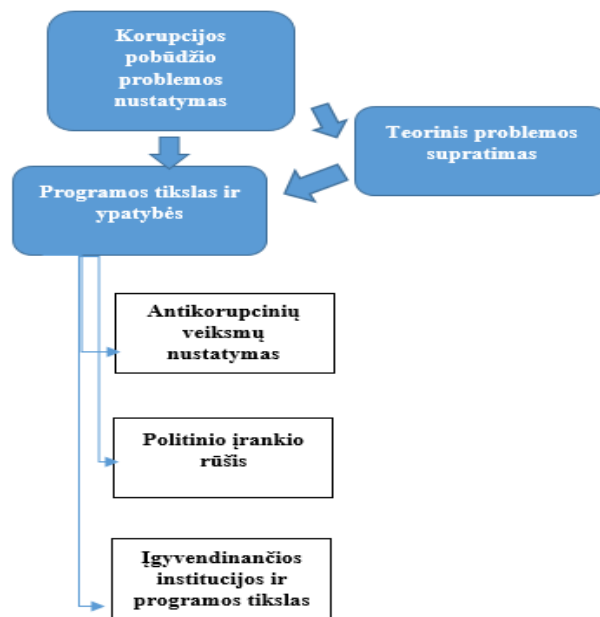 Korupcijos
pobūdžio
problemos
nustatymas
Teorinis problemos
supratimas
Programos tikslas ir
ypatybės
Antikorupcinių
veiksmų
nustatymas
Politinio įrankio
rūšis
Įgyvendinančios
institucijos ir
programos tikslas